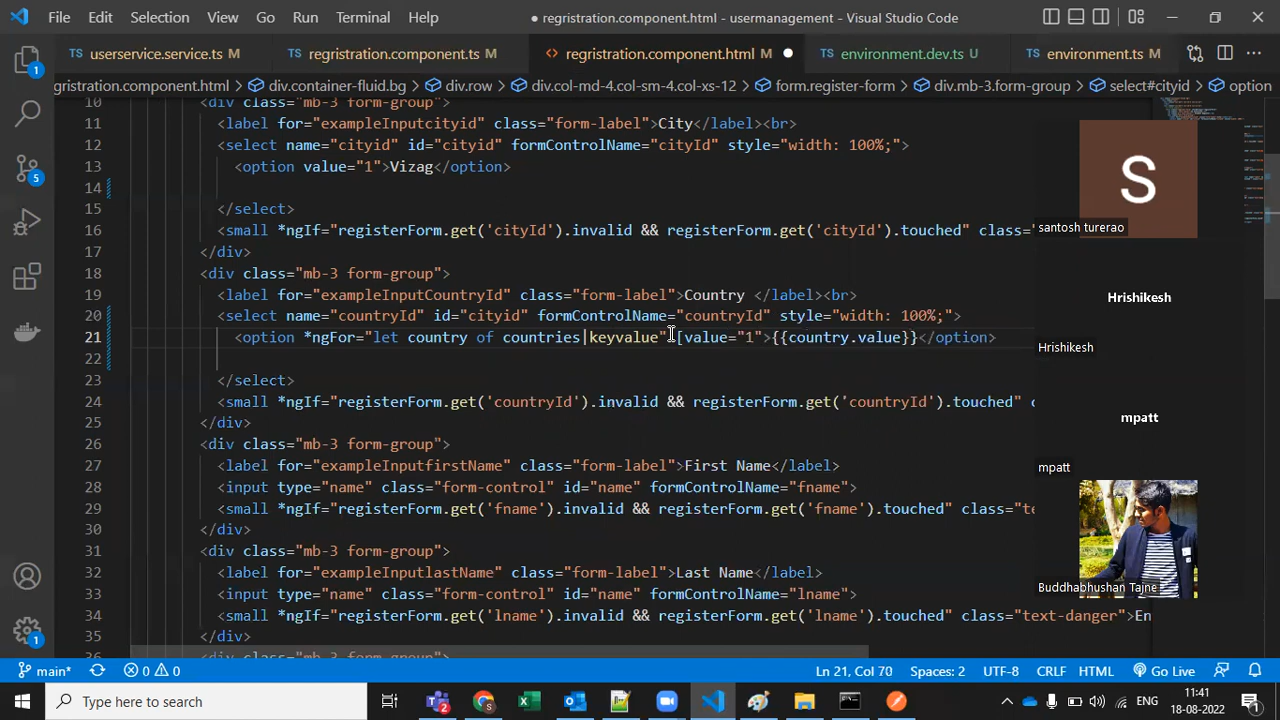 File Edit Selection View Go Run Terminal Help
regristration.component.html - usermanagement - Visual Studio Code
TS userservice.service.ts M
TS regristration.component.ts M
<> regristration.component.html M
TS environment.dev.ts U
TS environment.ts M
gristration.component.html > div.container-fluid.bg > div.row > div.col-md-4.col-sm-4.col-xs-12 > form.register-form > div.mb-3.form-group > select#cityid > option
10 <div class="mb-3 form-group">
11 <label for="exampleInputcityid" class="form-label">City</label><br>
12 <select name="cityid" id="cityid" formControlName="cityId" style="width: 100%;">
13 <option value="1">Vizag</option>
14
15 </select>
16 <small *ngIf="registerForm.get('cityId').invalid && registerForm.get('cityId').touched" class=
17 </div>
18 <div class="mb-3 form-group">
19 <label for="exampleInputCountryId" class="form-label">Country </label><br>
20 <select name="countryId" id="cityid" formControlName="countryId" style="width: 100%;">
21 <option *ngFor="let country of countries|keyvalue" [value="1">{{country.value}}</option>
22
23 </select>
24 <small *ngIf="registerForm.get('countryId').invalid && registerForm.get('countryId').touched" c
25 </div>
26 <div class="mb-3 form-group">
27 <label for="exampleInputfirstName" class="form-label">First Name</label>
28 <input type="name" class="form-control" id="name" formControlName="fname">
29 <small *ngIf="registerForm.get('fname').invalid && registerForm.get('fname').touched" class="te
30 </div>
31 <div class="mb-3 form-group">
32 <label for="exampleInputlastName" class="form-label">Last Name</label>
33 <input type="name" class="form-control" id="name" formControlName="lname">
34 <small *ngIf="registerForm.get('lname').invalid && registerForm.get('lname').touched" class="text-danger">En
35 </div>
36
S
santosh turerao
Hrishikesh
Hrishikesh
mpatt
mpatt
Buddhabhushan Tajne
1
5
1
main* 0 0 Ln 21, Col 70 Spaces: 2 UTF-8 CRLF HTML Go Live
Type here to search
2
ENG
11:41
18-08-2022
1